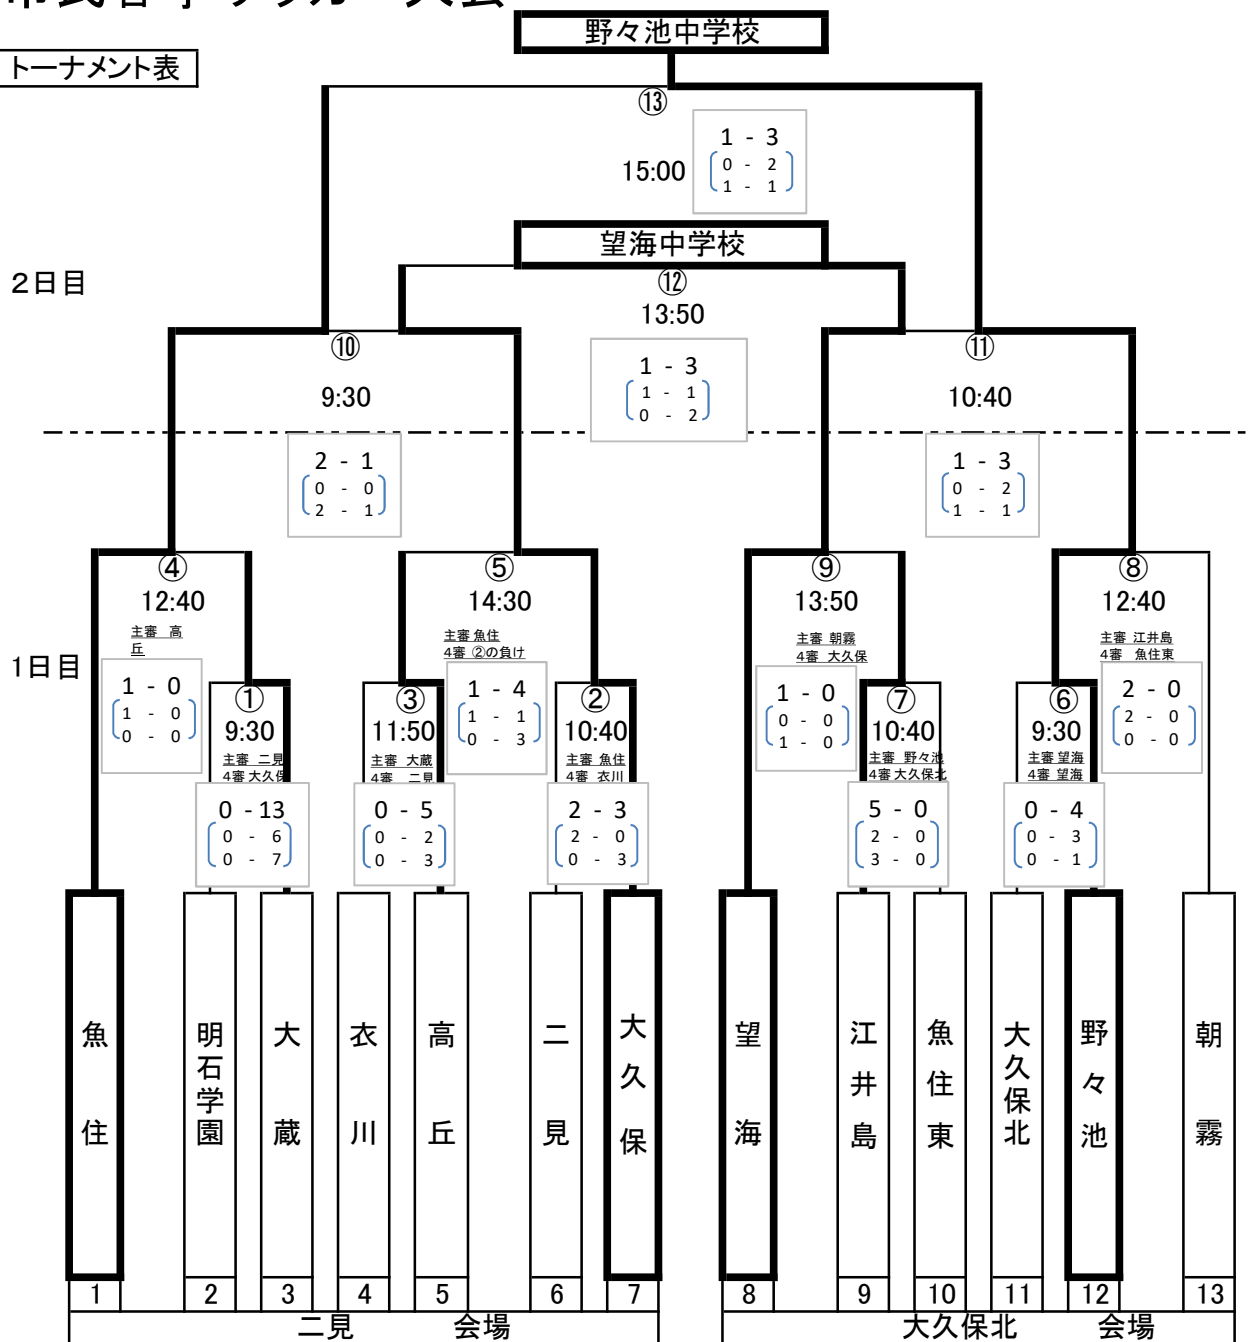 野々池中学校
トーナメント表
⑬
15:00
1 - 3
0 - 2
1 - 1
望海中学校
2日目
⑫
13:50
1 - 3
1 - 1
0 - 2
⑩
9:30
⑪
10:40
2 - 1
0 - 0
2 - 1
1 - 3
0 - 2
1 - 1
1日目
④
12:40
主審 高
丘
1 - 0
1 - 0
0 - 0
⑤
14:30
主審 魚住
4審 ②の負け
1 - 4
1 - 1
0 - 3
⑨
13:50
主審 朝霧
4審 大久保
1 - 0
0 - 0
1 - 0
⑧
12:40
主審 江井島
4審 魚住東
2 - 0
2 - 0
0 - 0
①
9:30
主審 二見
4審 大久保
0 - 13
0 - 6
0 - 7
③
11:50
主審 大蔵
4審 二見
0 - 5
0 - 2
0 - 3
②
10:40
主審 魚住
4審 衣川
2 - 3
2 - 0
0 - 3
⑦
10:40
主審 野々池
4審 大久保北
5 - 0
2 - 0
3 - 0
⑥
9:30
主審 望海
4審 望海
0 - 4
0 - 3
0 - 1
魚住
明石学園
大蔵
衣川
高丘
二見
大久保
望海
江井島
魚住東
大久保北
野々池
朝霧
1 2 3 4 5 6 7 8 9 10 11 12 13
二見 会場
大久保北 会場